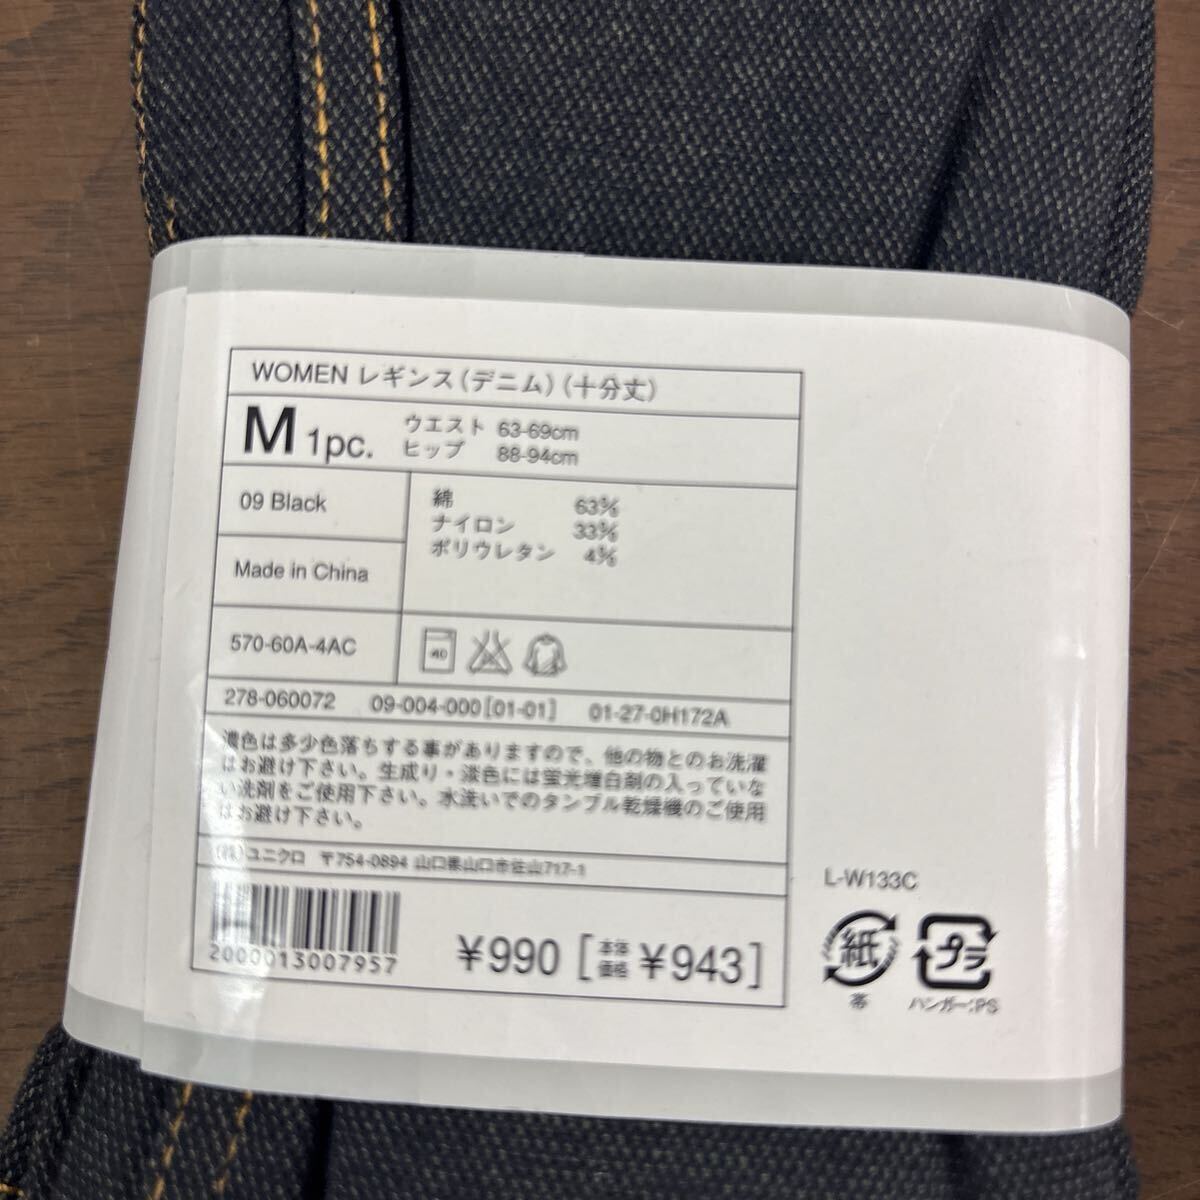 WOMEN レギンス(デニム)(十分丈)
M 1pc. ウエスト 63-69cm
ヒップ 88-94cm
09 Black
綿 63%
ナイロン 33%
ポリウレタン 4%
Made in China
570-60A-4AC
40
278-060072 09-004-000[01-01] 01-27-0H172A
濃色は多少色落ちする事がありますので、他の物とのお洗濯
はお避け下さい。生成り・淡色には蛍光増白剤の入っていな
い洗剤をご使用下さい。水洗いでのタンブル乾燥機のご使用
はお避け下さい。
(株)ユニクロ 〒754-0894 山口県山口市佐山717-1
2000013007957
¥990 [本体価格 ¥943]
L-W133C
紙
プラ
帯
ハンガー:PS